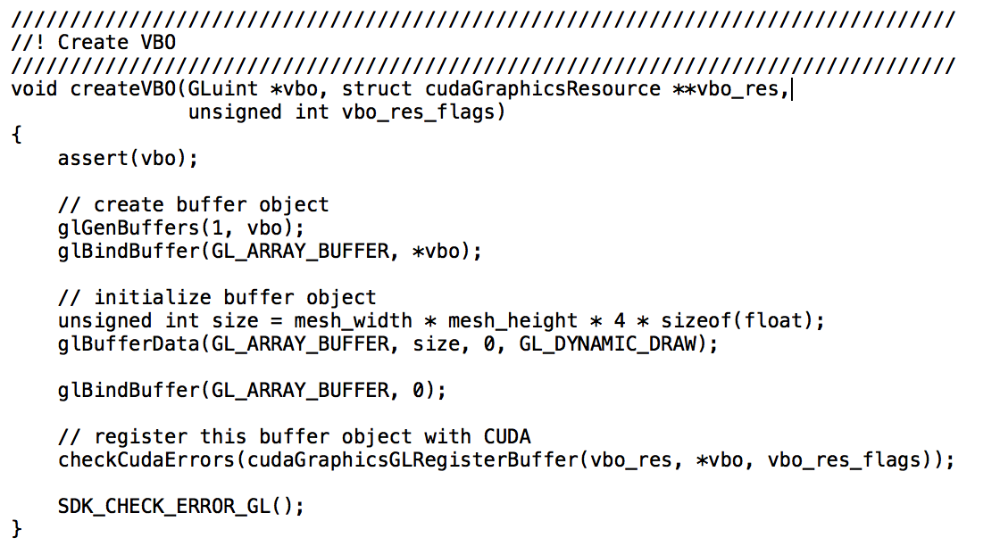 ////////////////////////////////////////////////////////////////////////////////
//! Create VBO
////////////////////////////////////////////////////////////////////////////////
void createVBO(GLuint *vbo, struct cudaGraphicsResource **vbo_res,
               unsigned int vbo_res_flags)
{
    assert(vbo);

    // create buffer object
    glGenBuffers(1, vbo);
    glBindBuffer(GL_ARRAY_BUFFER, *vbo);

    // initialize buffer object
    unsigned int size = mesh_width * mesh_height * 4 * sizeof(float);
    glBufferData(GL_ARRAY_BUFFER, size, 0, GL_DYNAMIC_DRAW);

    glBindBuffer(GL_ARRAY_BUFFER, 0);

    // register this buffer object with CUDA
    checkCudaErrors(cudaGraphicsGLRegisterBuffer(vbo_res, *vbo, vbo_res_flags));

    SDK_CHECK_ERROR_GL();
}